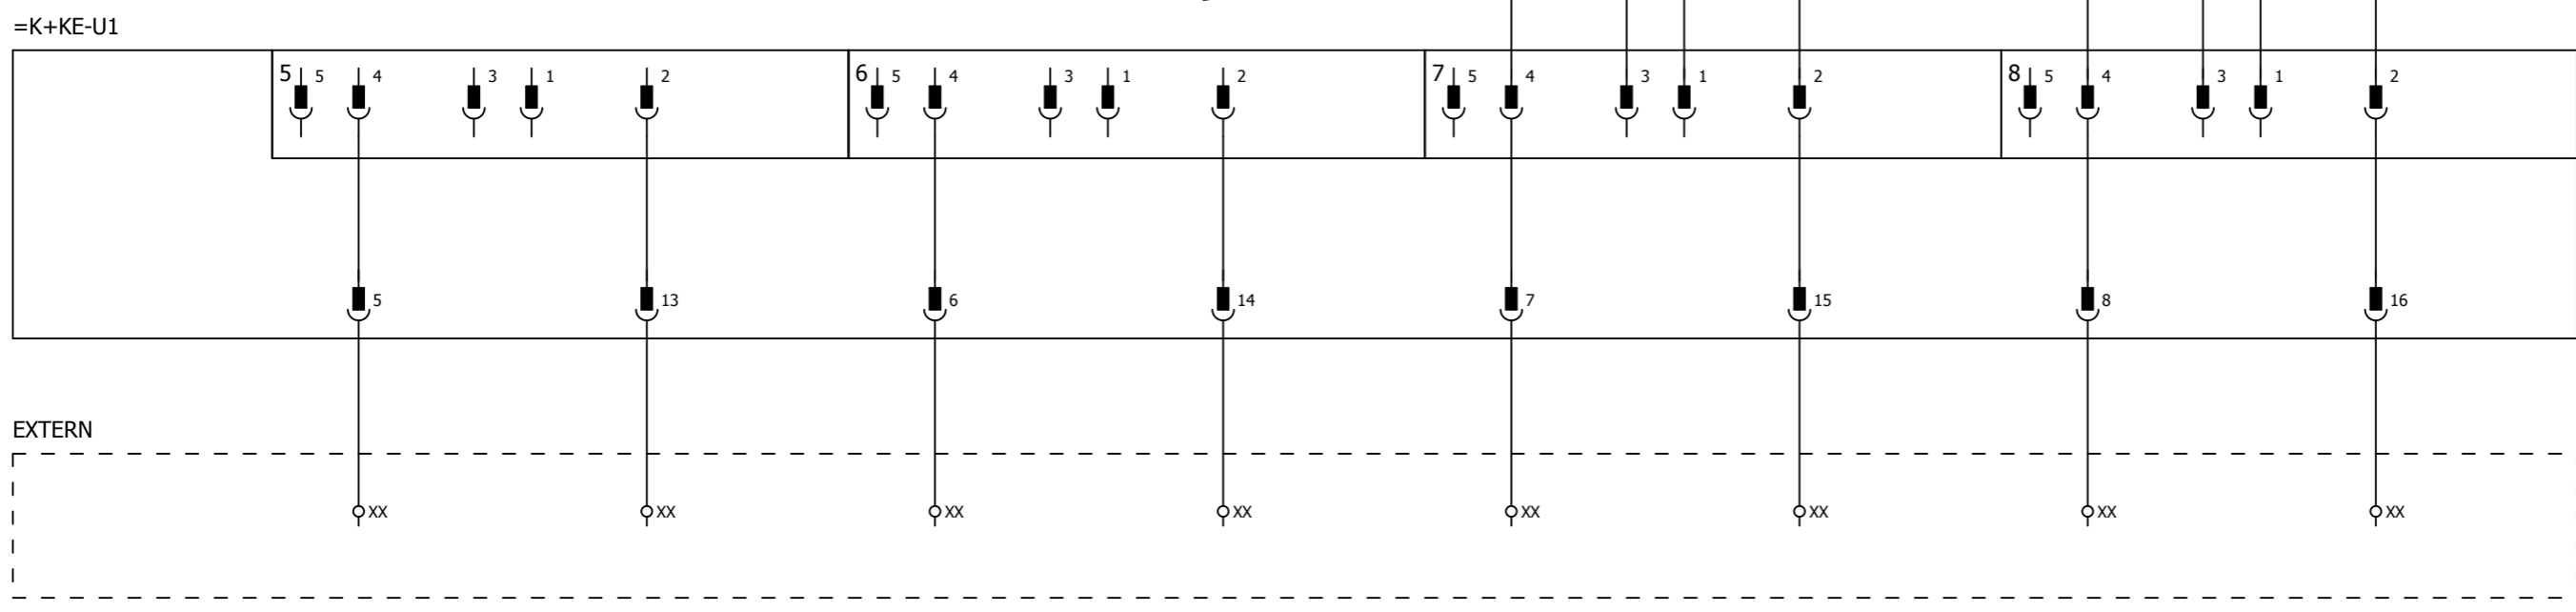 =K+KE-U1
5 5 4 3 1 2 6 5 4 3 1 2 7 5 4 3 1 2 8 5 4 3 1 2
5 13 6 14 7 15 8 16
EXTERN
XX XX XX XX XX XX XX XX